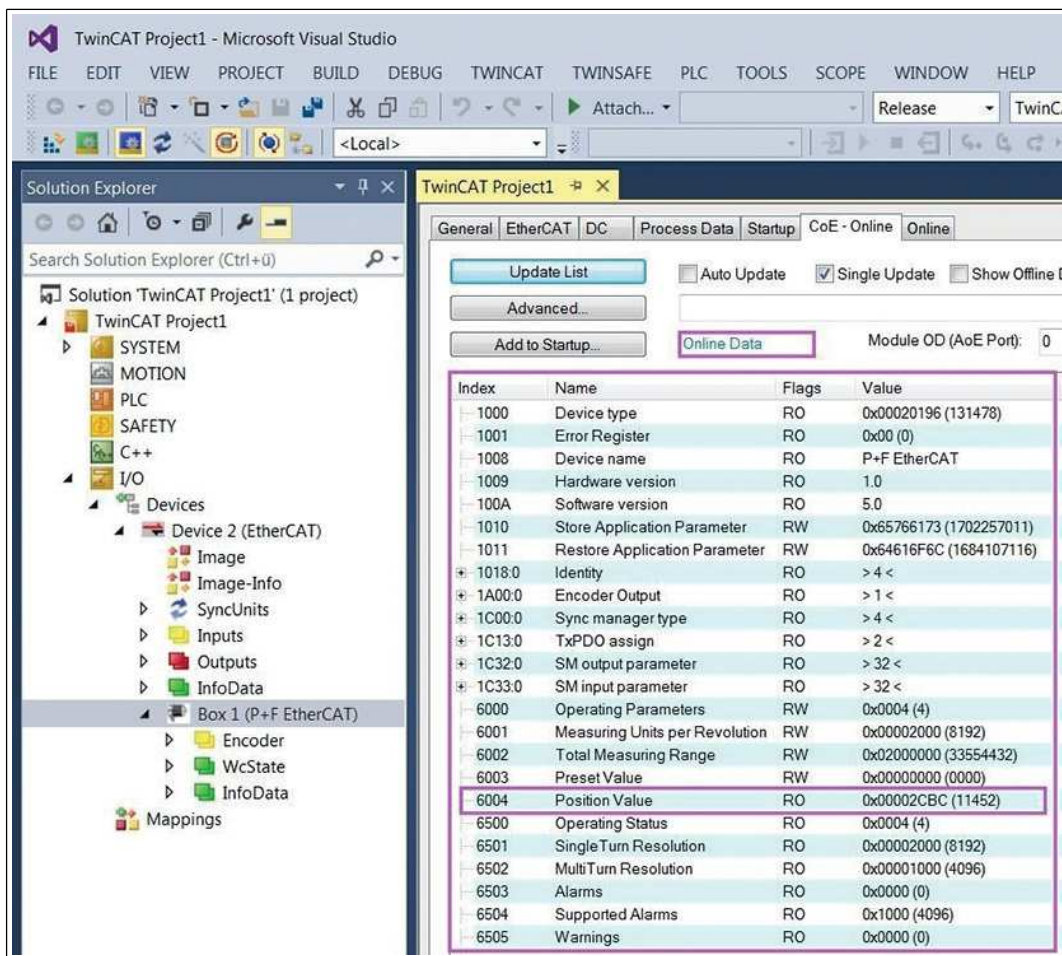 TwinCAT Project1 - Microsoft Visual Studio
FILE EDIT VIEW PROJECT BUILD DEBUG TWINCAT TWINSAFE PLC TOOLS SCOPE WINDOW HELP
Attach... Release TwinCA
<Local>
Solution Explorer
Search Solution Explorer (Ctrl+ü)
Solution 'TwinCAT Project1' (1 project)
TwinCAT Project1
SYSTEM
MOTION
PLC
SAFETY
C++
I/O
Devices
Device 2 (EtherCAT)
Image
Image-Info
SyncUnits
Inputs
Outputs
InfoData
Box 1 (P+F EtherCAT)
Encoder
WcState
InfoData
Mappings
TwinCAT Project1
General EtherCAT DC Process Data Startup CoE - Online Online
Update List Auto Update Single Update Show Offline D
Advanced...
Add to Startup... Online Data Module OD (AoE Port): 0
Index Name Flags Value
1000 Device type RO 0x00020196 (131478)
1001 Error Register RO 0x00 (0)
1008 Device name RO P+F EtherCAT
1009 Hardware version RO 1.0
100A Software version RO 5.0
1010 Store Application Parameter RW 0x65766173 (1702257011)
1011 Restore Application Parameter RW 0x64616F6C (1684107116)
1018:0 Identity RO > 4 <
1A00:0 Encoder Output RO > 1 <
1C00:0 Sync manager type RO > 4 <
1C13:0 TxPDO assign RO > 2 <
1C32:0 SM output parameter RO > 32 <
1C33:0 SM input parameter RO > 32 <
6000 Operating Parameters RW 0x0004 (4)
6001 Measuring Units per Revolution RW 0x00002000 (8192)
6002 Total Measuring Range RW 0x02000000 (33554432)
6003 Preset Value RW 0x00000000 (0000)
6004 Position Value RO 0x00002CBC (11452)
6500 Operating Status RO 0x0004 (4)
6501 SingleTurn Resolution RO 0x00002000 (8192)
6502 MultiTurn Resolution RO 0x00001000 (4096)
6503 Alarms RO 0x0000 (0)
6504 Supported Alarms RO 0x1000 (4096)
6505 Warnings RO 0x0000 (0)